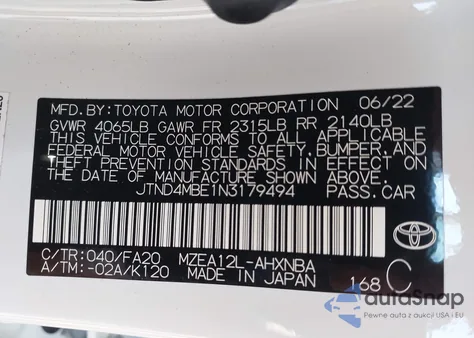 MFD.BY:TOYOTA MOTOR CORPORATION 06/22
GVWR 4065LB GAWR FR 2315LB RR 2140LB
THIS VEHICLE CONFORMS TO ALL APPLICABLE
FEDERAL MOTOR VEHICLE SAFETY,BUMPER,AND
THEFT PREVENTION STANDARDS IN EFFECT ON
THE DATE OF MANUFACTURE SHOWN ABOVE.
JTND4MBE1N3179494 PASS.CAR
C/TR:040/FA20 MZEA12L-AHXNBA
A/TM:-02A/K120 MADE IN JAPAN 168 C
TOYOTA
autoSnap
Pewne auta z aukcji USA i EU